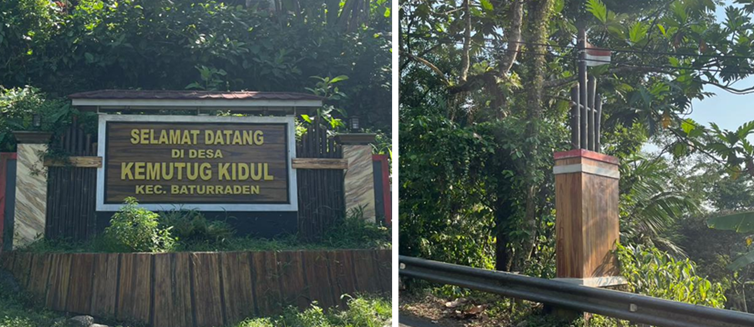 SELAMAT DATANG
DI DESA
KEMUTUG KIDUL
KEC. BATURRADEN